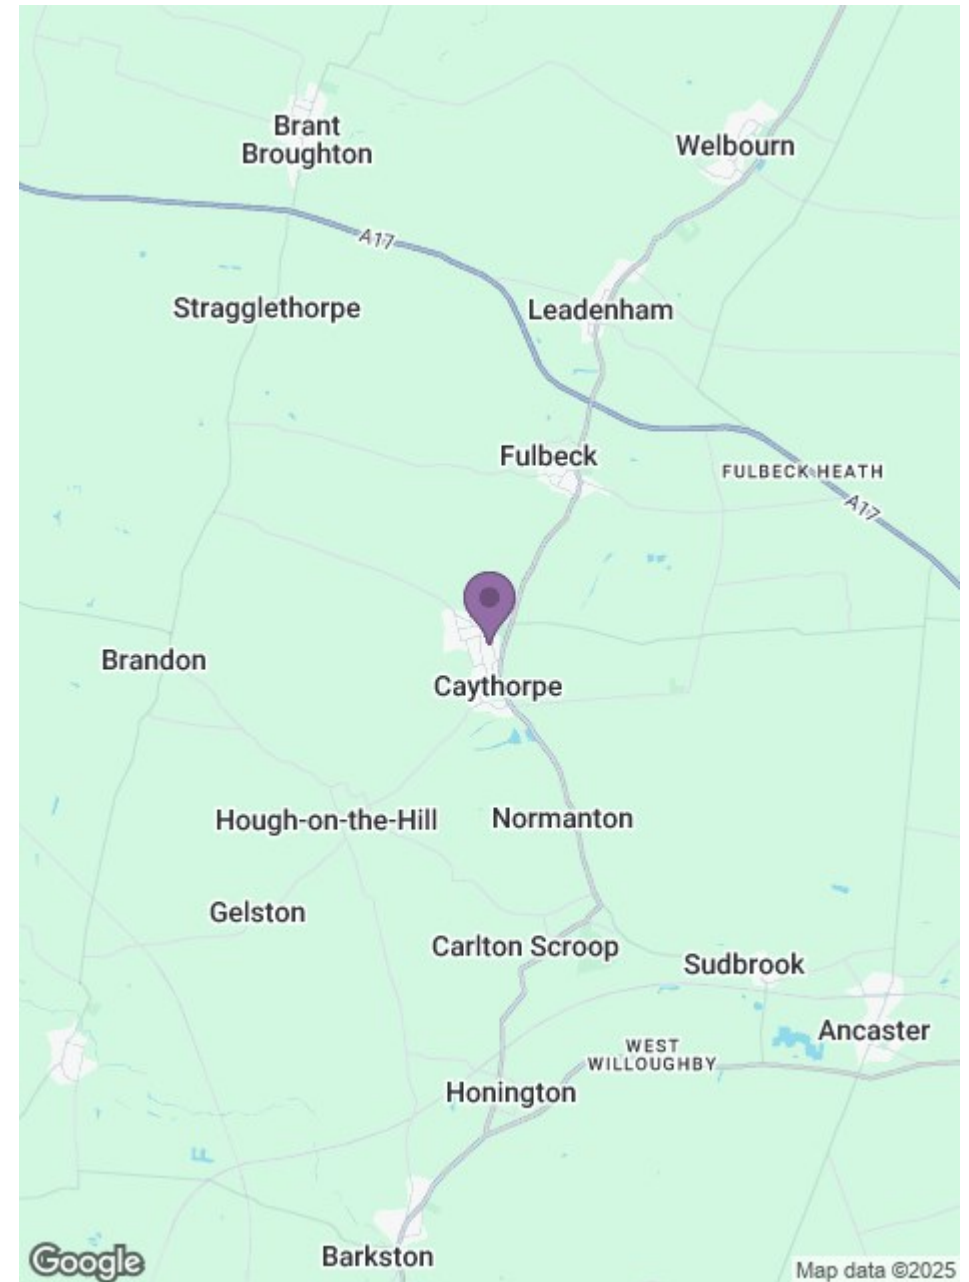 Brant
Broughton
Welbourn
A17
Stragglethorpe
Leadenham
Fulbeck
FULBECK HEATH
A17
Brandon
Caythorpe
Hough-on-the-Hill
Normanton
Gelston
Carlton Scroop
Sudbrook
Ancaster
WEST
WILLOUGHBY
Honington
Barkston
Google
Map data ©2025